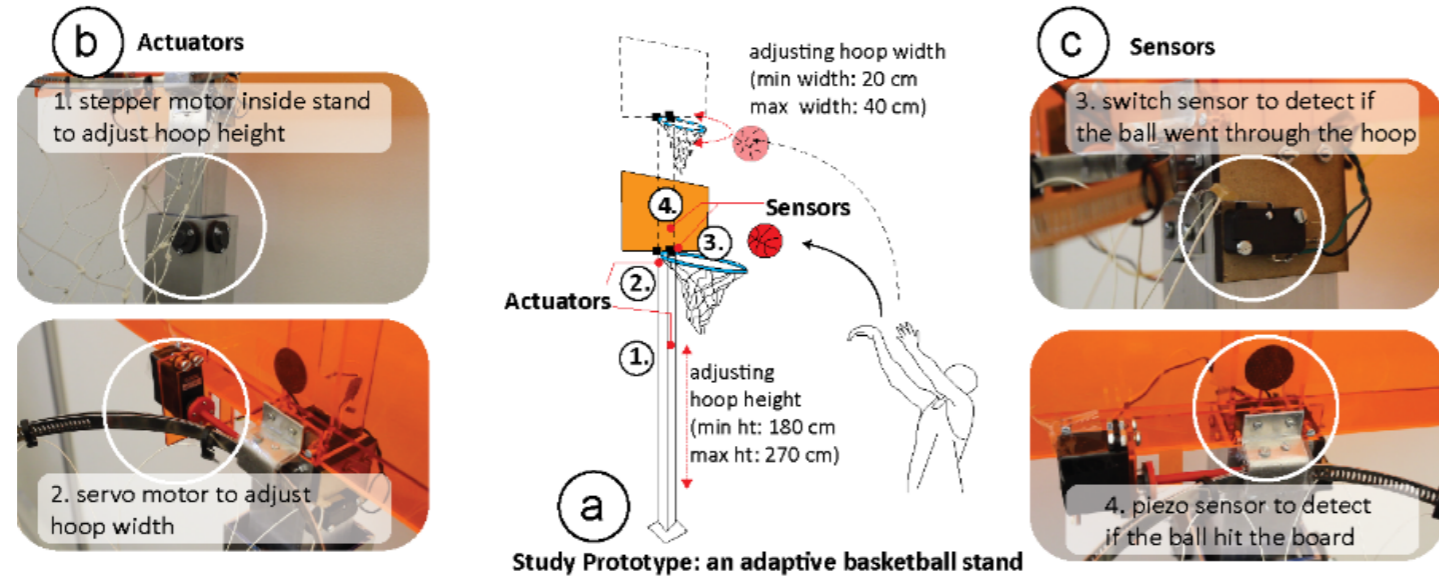 b
Actuators
1. stepper motor inside stand
to adjust hoop height
2. servo motor to adjust
hoop width
adjusting hoop width
(min width: 20 cm
max width: 40 cm)
4.
Sensors
3.
2.
Actuators
1.
adjusting
hoop height
(min ht: 180 cm
max ht: 270 cm)
a
Study Prototype: an adaptive basketball stand
c
Sensors
3. switch sensor to detect if
the ball went through the hoop
4. piezo sensor to detect
if the ball hit the board